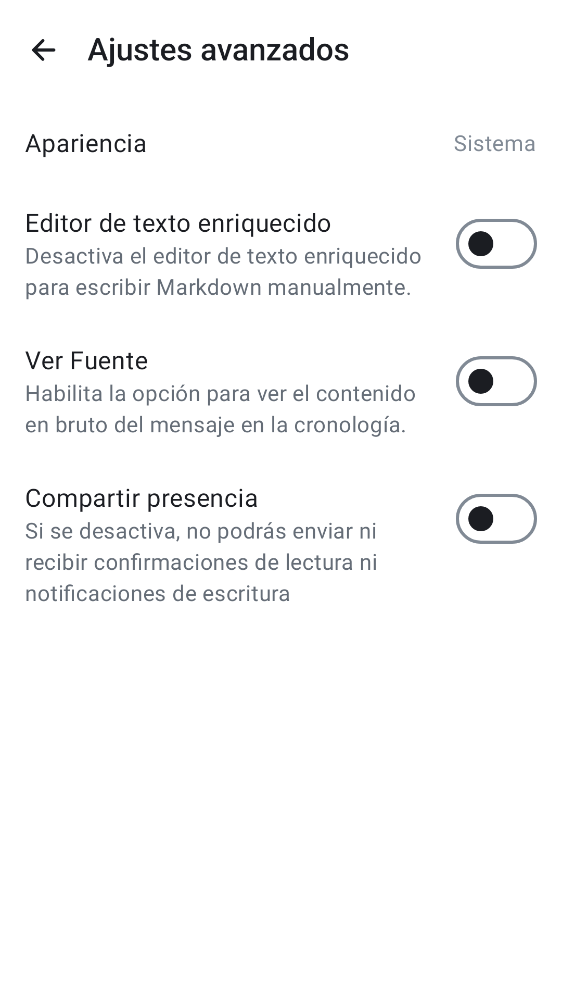 Ajustes avanzados
Apariencia
Sistema
Editor de texto enriquecido
Desactiva el editor de texto enriquecido
para escribir Markdown manualmente.
Ver Fuente
Habilita la opción para ver el contenido
en bruto del mensaje en la cronología.
Compartir presencia
Si se desactiva, no podrás enviar ni
recibir confirmaciones de lectura ni
notificaciones de escritura